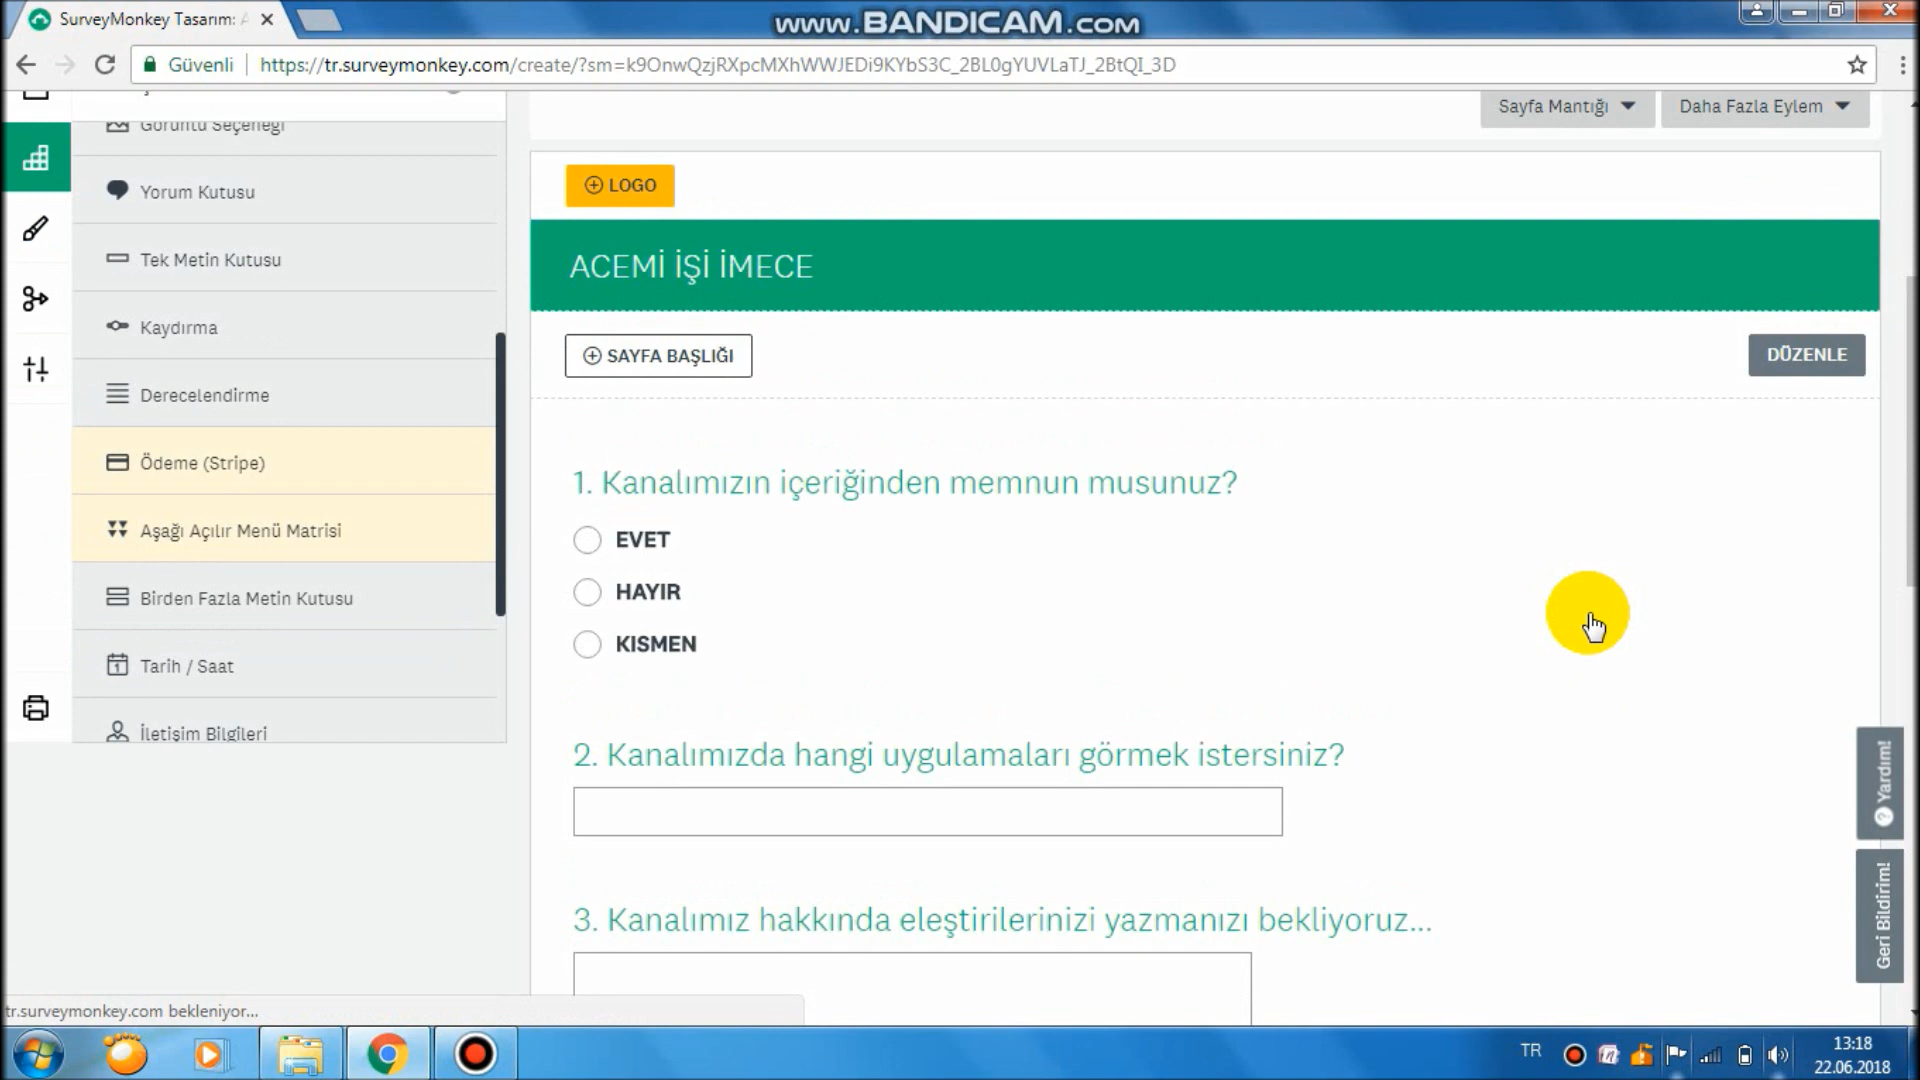 SurveyMonkey Tasarım: A
www.BANDICAM.com
Güvenli
https://tr.surveymonkey.com/create/?sm=k9OnwQzjRXpcMXhWWJEDi9KYbS3C_2BL0gYUVLaTJ_2BtQI_3D
Sayfa Mantığı
Daha Fazla Eylem
Görüntü Seçeneği
Yorum Kutusu
Tek Metin Kutusu
Kaydırma
Derecelendirme
Ödeme (Stripe)
Aşağı Açılır Menü Matrisi
Birden Fazla Metin Kutusu
Tarih / Saat
İletişim Bilgileri
LOGO
ACEMİ İŞİ İMECE
SAYFA BAŞLIĞI
DÜZENLE
1. Kanalımızın içeriğinden memnun musunuz?
EVET
HAYIR
KISMEN
2. Kanalımızda hangi uygulamaları görmek istersiniz?
3. Kanalımız hakkında eleştirilerinizi yazmanızı bekliyoruz...
Yardım!
Geri Bildirim!
tr.surveymonkey.com bekleniyor...
TR
13:18
22.06.2018